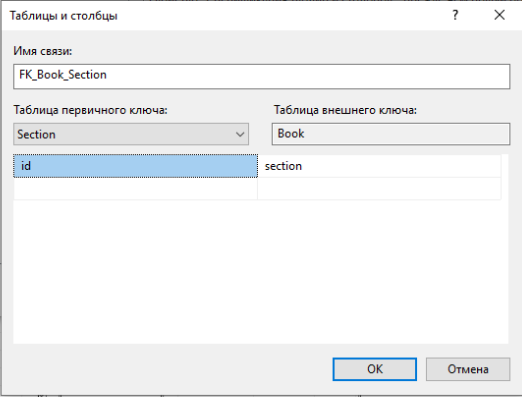 Таблицы и столбцы ?
Имя связи:
FK_Book_Section
Таблица первичного ключа: Таблица внешнего ключа:
Section Book
id section
OK Отмена